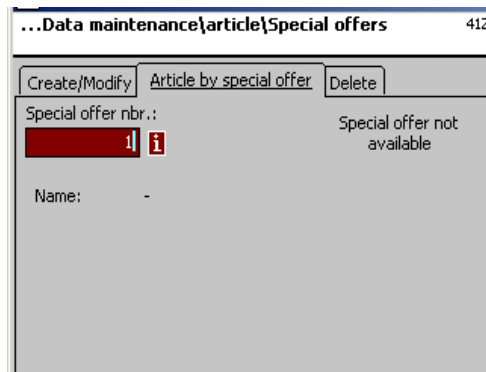 ...Data maintenance\article\Special offers 412
Create/Modify Article by special offer Delete
Special offer nbr.:
Special offer not
available
1 i
Name: -